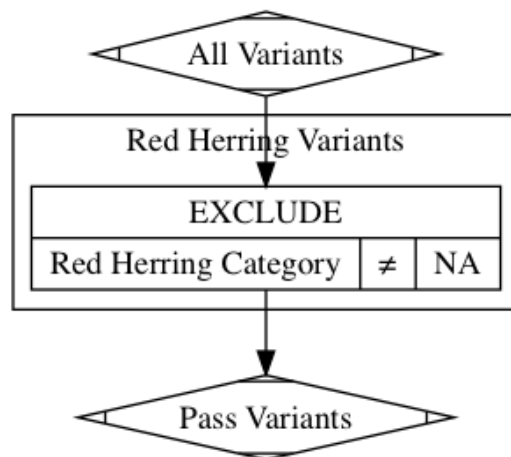 All Variants
Red Herring Variants
EXCLUDE
Red Herring Category ≠ NA
Pass Variants